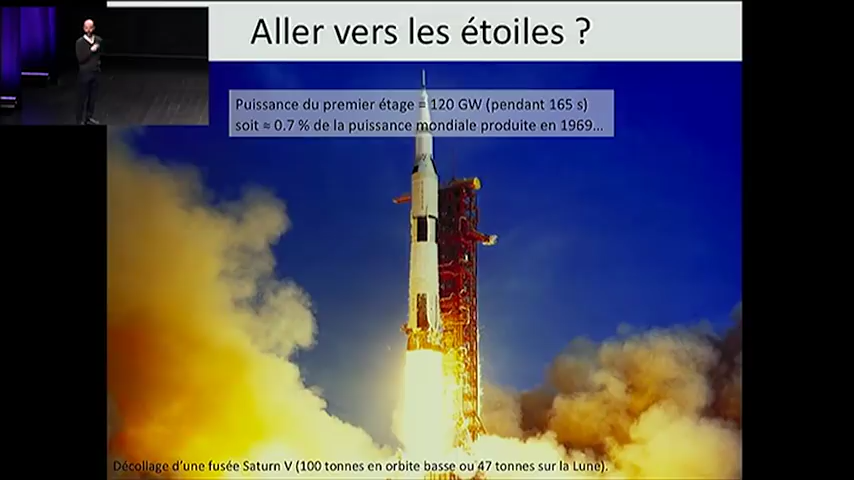 Aller vers les étoiles ?
Puissance du premier étage = 120 GW (pendant 165 s)
soit ≈ 0.7 % de la puissance mondiale produite en 1969...
Décollage d'une fusée Saturn V (100 tonnes en orbite basse ou 47 tonnes sur la Lune).